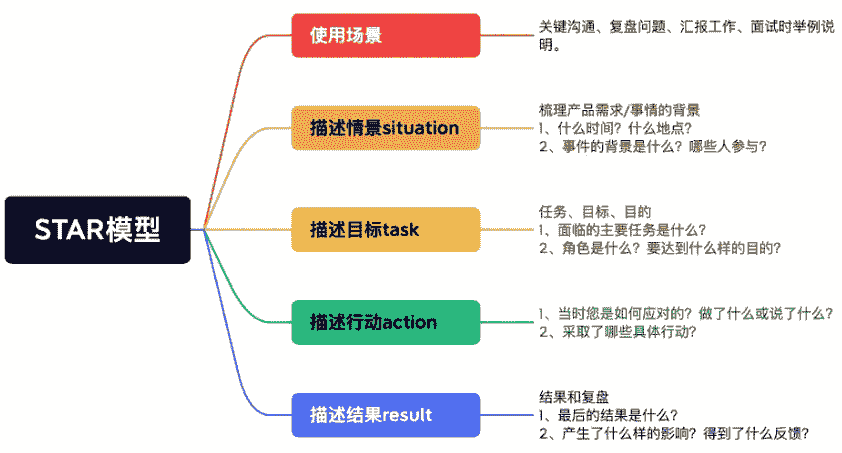 STAR模型
使用场景
关键沟通、复盘问题、汇报工作、面试时举例说
明。
描述情景situation
梳理产品需求/事情的背景
1、什么时间？什么地点？
2、事件的背景是什么？哪些人参与？
描述目标task
任务、目标、目的
1、面临的主要任务是什么？
2、角色是什么？要达到什么样的目的？
描述行动action
1、当时您是如何应对的？做了什么或说了什么？
2、采取了哪些具体行动？
描述结果result
结果和复盘
1、最后的结果是什么？
2、产生了什么样的影响？得到了什么反馈？